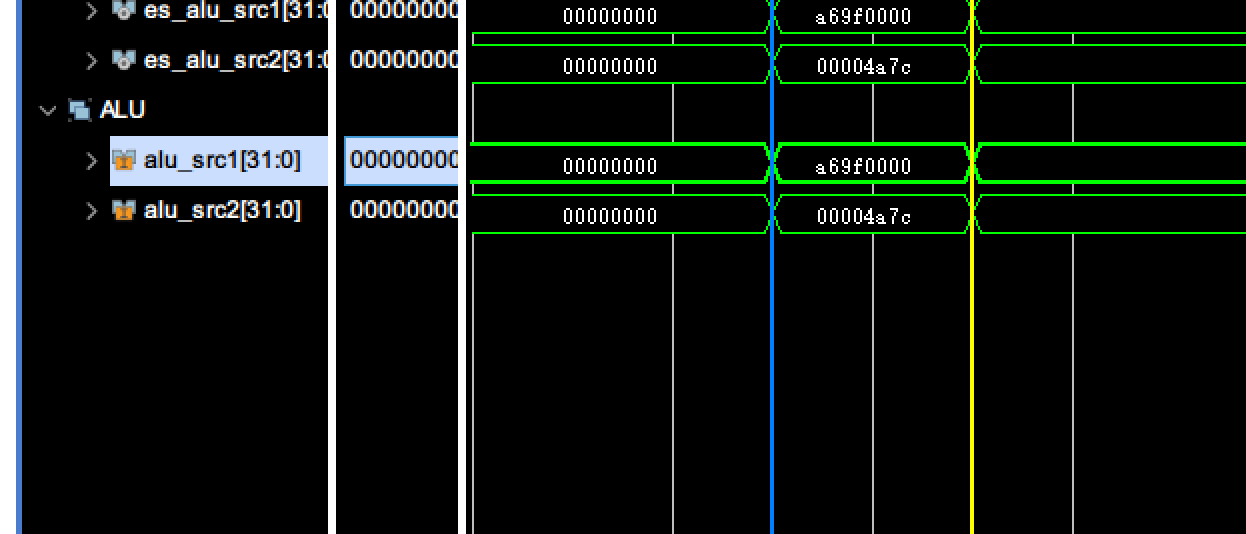 es_alu_src1[31:0 00000000 00000000 a69f0000
es_alu_src2[31:0 00000000 00000000 00004a7c
ALU
alu_src1[31:0] 00000000 00000000 a69f0000
alu_src2[31:0] 00000000 00000000 00004a7c